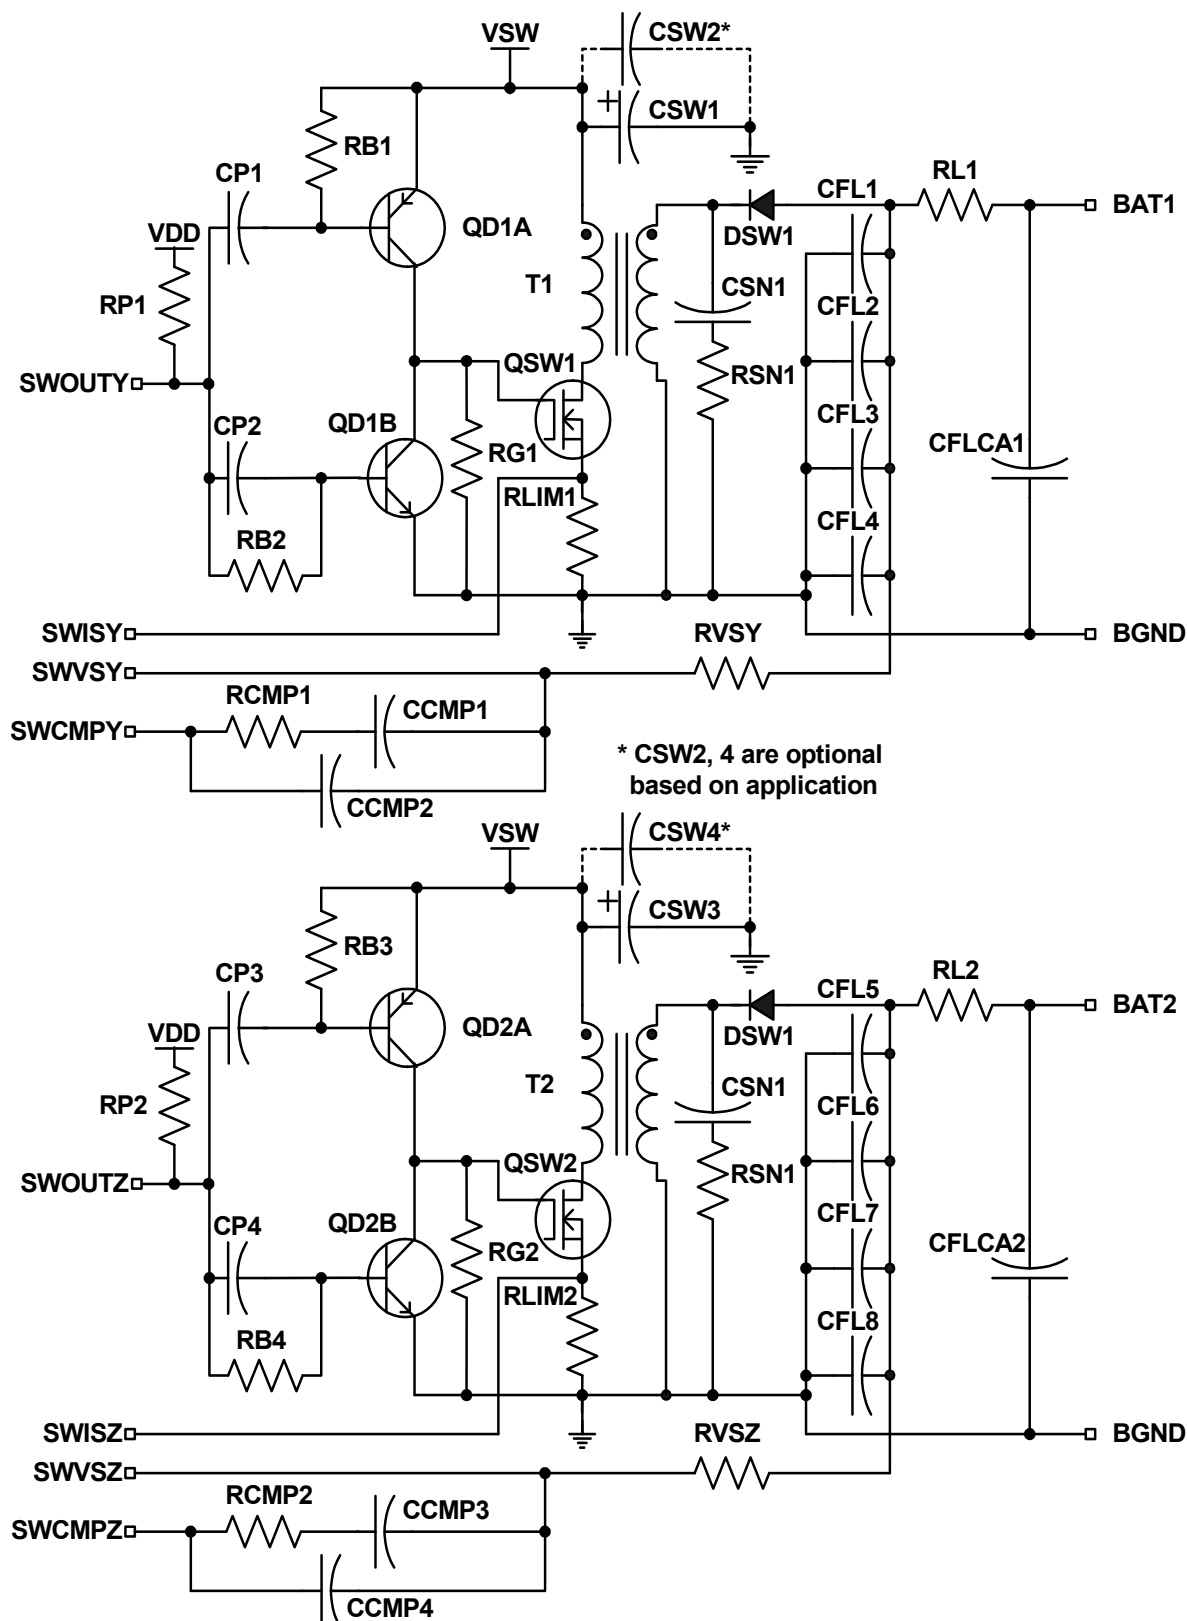 VSW
CSW2*
CSW1
RB1
CP1
VDD
RP1
QD1A
T1
DSW1
CSN1
RSN1
CFL1
RL1
BAT1
CFL2
CFL3
CFL4
CFLCA1
SWOUTY
QSW1
CP2
QD1B
RG1
RLIM1
RB2
SWISY
RVSY
BGND
SWVSY
RCMP1
CCMP1
SWCMPY
CCMP2
* CSW2, 4 are optional
based on application
VSW
CSW4*
CSW3
RB3
CP3
VDD
RP2
QD2A
T2
DSW1
CSN1
RSN1
CFL5
RL2
BAT2
CFL6
CFL7
CFL8
CFLCA2
SWOUTZ
QSW2
CP4
QD2B
RG2
RLIM2
RB4
SWISZ
RVSZ
BGND
SWVSZ
RCMP2
CCMP3
SWCMPZ
CCMP4